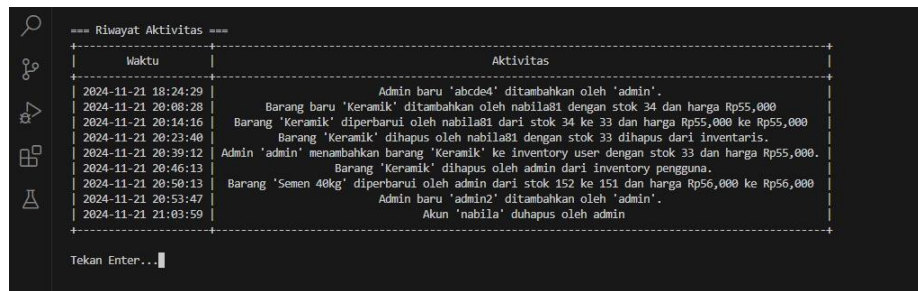 === Riwayat Aktivitas ===
Waktu | Aktivitas
2024-11-21 18:24:29 | Admin baru 'abcde4' ditambahkan oleh 'admin'.
2024-11-21 20:08:28 | Barang baru 'Keramik' ditambahkan oleh nabila81 dengan stok 34 dan harga Rp55,000
2024-11-21 20:14:16 | Barang 'Keramik' diperbarui oleh nabila81 dari stok 34 ke 33 dan harga Rp55,000 ke Rp55,000
2024-11-21 20:23:40 | Barang 'Keramik' dihapus oleh nabila81 dengan stok 33 dihapus dari inventaris.
2024-11-21 20:39:12 | Admin 'admin' menambahkan barang 'Keramik' ke inventory user dengan stok 33 dan harga Rp55,000.
2024-11-21 20:46:13 | Barang 'Keramik' dihapus oleh admin dari inventory pengguna.
2024-11-21 20:50:13 | Barang 'Semen 40kg' diperbarui oleh admin dari stok 152 ke 151 dan harga Rp56,000 ke Rp56,000
2024-11-21 20:53:47 | Admin baru 'admin2' ditambahkan oleh 'admin'.
2024-11-21 21:03:59 | Akun 'nabila' duhapus oleh admin
Tekan Enter...